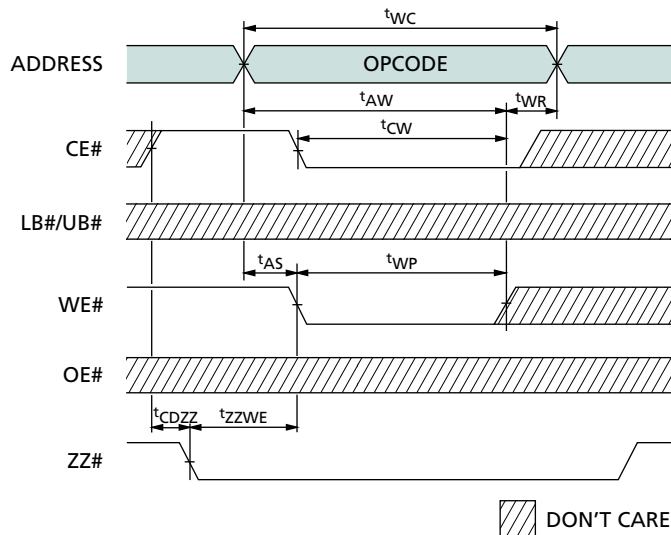 tWC
ADDRESS OPCODE
tAW tWR
tCW
CE#
LB#/UB#
tAS tWP
WE#
OE#
tCDZZ tZZWE
ZZ#
DON'T CARE